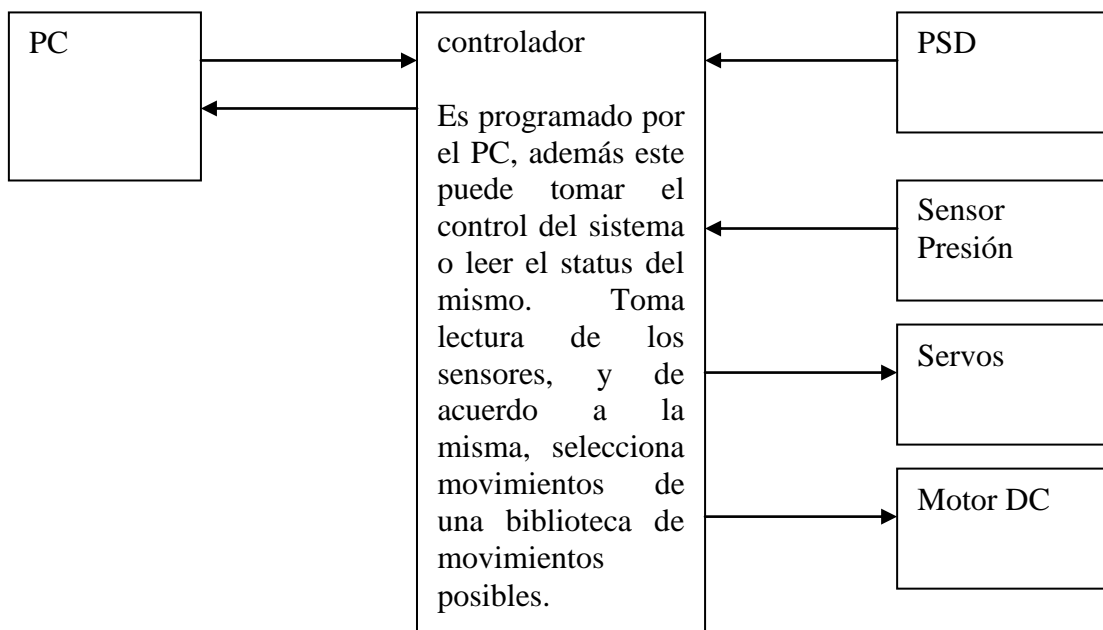 PC
controlador
Es programado por
el PC, además este
puede tomar el
control del sistema
o leer el status del
mismo. Toma
lectura de los
sensores, y de
acuerdo a la
misma, selecciona
movimientos de
una biblioteca de
movimientos
posibles.
PSD
Sensor
Presión
Servos
Motor DC